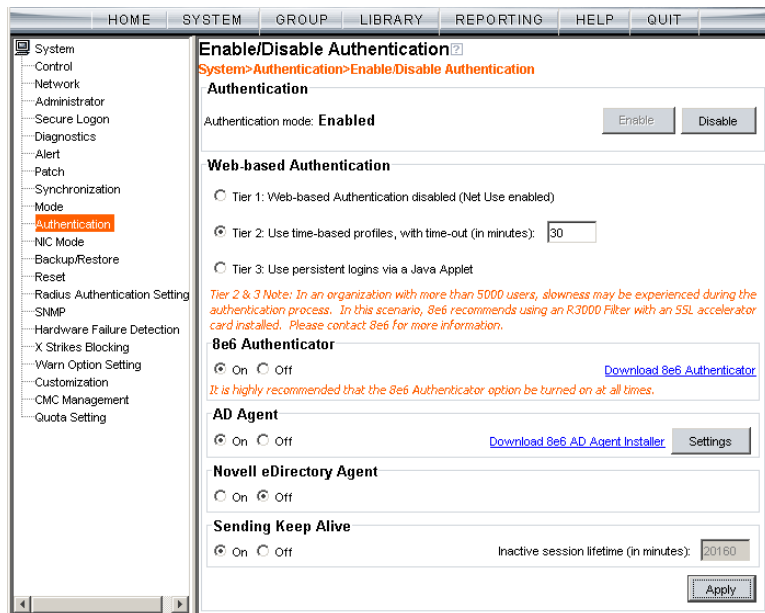 HOME SYSTEM GROUP LIBRARY REPORTING HELP QUIT
System
Control
Network
Administrator
Secure Logon
Diagnostics
Alert
Patch
Synchronization
Mode
Authentication
NIC Mode
Backup/Restore
Reset
Radius Authentication Setting
SNMP
Hardware Failure Detection
X Strikes Blocking
Warn Option Setting
Customization
CMC Management
Quota Setting
Enable/Disable Authentication ?
System>Authentication>Enable/Disable Authentication
Authentication
Authentication mode: Enabled Enable Disable
Web-based Authentication
Tier 1: Web-based Authentication disabled (Net Use enabled)
Tier 2: Use time-based profiles, with time-out (in minutes): 30
Tier 3: Use persistent logins via a Java Applet
Tier 2 & 3 Note: In an organization with more than 5000 users, slowness may be experienced during the
authentication process. In this scenario, 8e6 recommends using an R3000 Filter with an SSL accelerator
card installed. Please contact 8e6 for more information.
8e6 Authenticator
On Off Download 8e6 Authenticator
It is highly recommended that the 8e6 Authenticator option be turned on at all times.
AD Agent
On Off Download 8e6 AD Agent Installer Settings
Novell eDirectory Agent
On Off
Sending Keep Alive
On Off Inactive session lifetime (in minutes): 20160
Apply